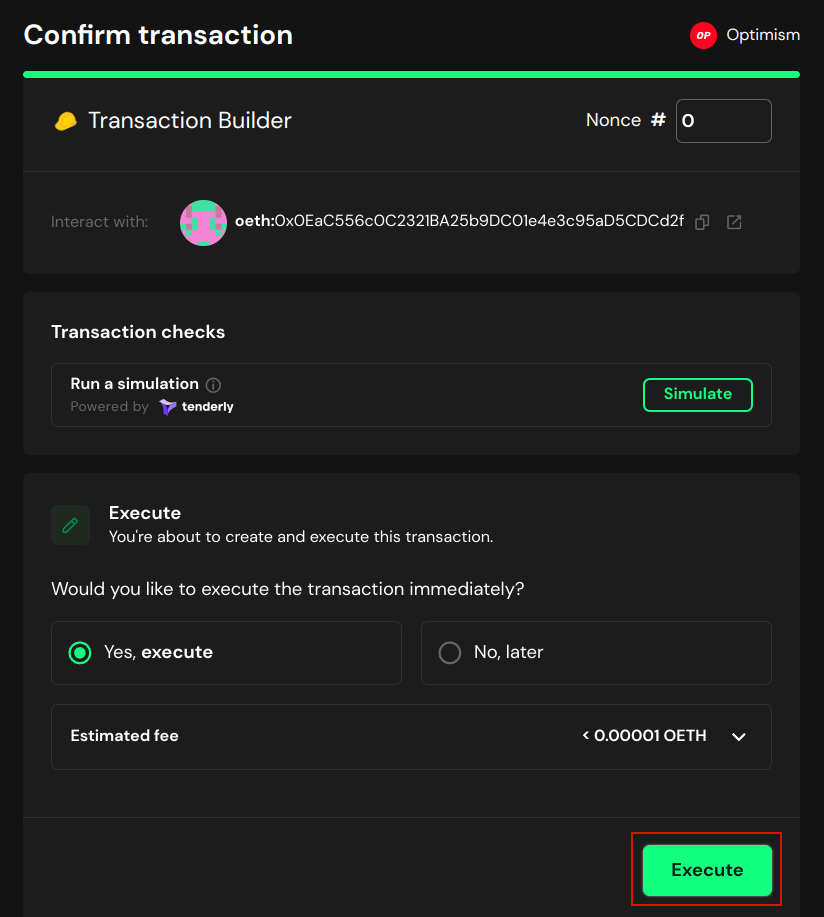 Confirm transaction
OP Optimism
Transaction Builder
Nonce # 0
Interact with: oeth:0x0EaC556c0C2321BA25b9DC01e4e3c95aD5CDCd2f
Transaction checks
Run a simulation
Powered by tenderly
Simulate
Execute
You're about to create and execute this transaction.
Would you like to execute the transaction immediately?
Yes, execute
No, later
Estimated fee < 0.00001 OETH
Execute